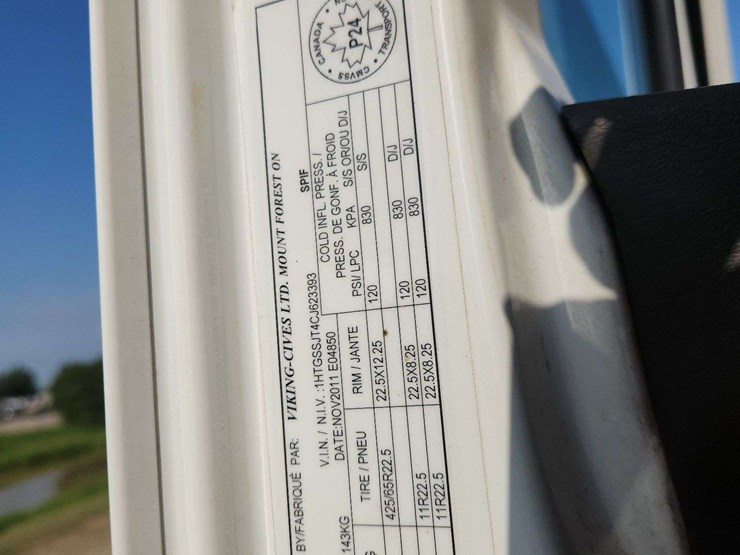 BY/FABRIQUÉ PAR: VIKING-CIVES LTD. MOUNT FOREST ON
SPIF
V.I.N. / N.I.V. :1HTGSSJT4CJ623393
143KG DATE:NOV2011 E04850
COLD INFL. PRESS. /
PRESS. DE GONF. À FROID
TIRE / PNEU RIM / JANTE PSI/ LPC KPA S/S OR/OU D/J
425/65R22.5 22.5X12.25 120 830 S/S
11R22.5 22.5X8.25 120 830 D/J
11R22.5 22.5X8.25 120 830 D/J
CANADA
TRANSPORT
P24
CMVSS